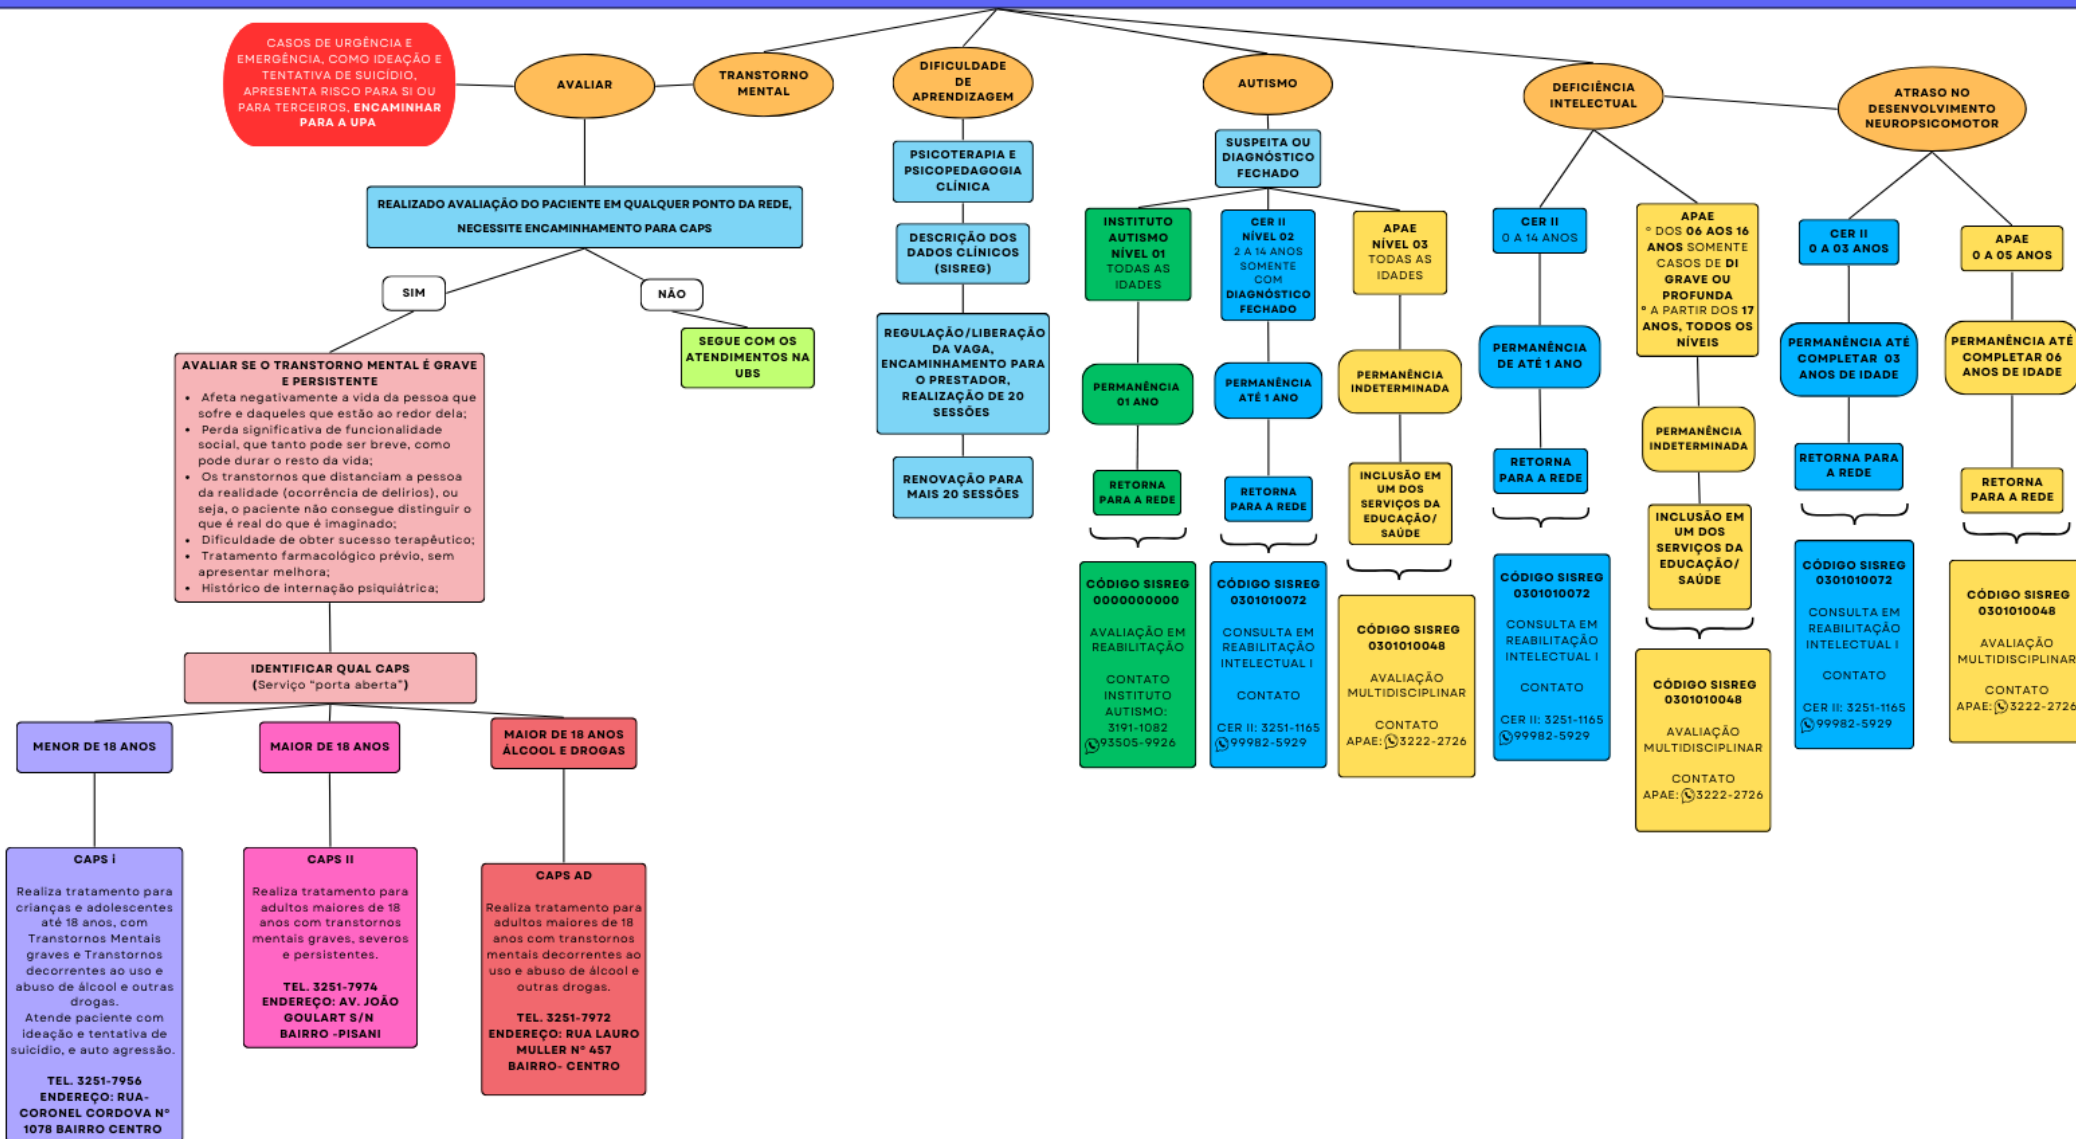 CASOS DE URGÊNCIA E
EMERGÊNCIA, COMO IDEAÇÃO E
TENTATIVA DE SUICÍDIO,
APRESENTA RISCO PARA SI OU
PARA TERCEIROS, ENCAMINHAR
PARA A UPA
AVALIAR
TRANSTORNO
MENTAL
DIFICULDADE
DE
APRENDIZAGEM
AUTISMO
DEFICIÊNCIA
INTELECTUAL
ATRASO NO
DESENVOLVIMENTO
NEUROPSICOMOTOR
REALIZADO AVALIAÇÃO DO PACIENTE EM QUALQUER PONTO DA REDE,
NECESSITE ENCAMINHAMENTO PARA CAPS
SIM
NÃO
SEGUE COM OS
ATENDIMENTOS NA
UBS
AVALIAR SE O TRANSTORNO MENTAL É GRAVE
E PERSISTENTE
• Afeta negativamente a vida da pessoa que
sofre e daqueles que estão ao redor dela;
• Perda significativa de funcionalidade
social, que tanto pode ser breve, como
pode durar o resto da vida;
• Os transtornos que distanciam a pessoa
da realidade (ocorrência de delírios), ou
seja, o paciente não consegue distinguir o
que é real do que é imaginado;
• Dificuldade de obter sucesso terapêutico;
• Tratamento farmacológico prévio, sem
apresentar melhora;
• Histórico de internação psiquiátrica;
IDENTIFICAR QUAL CAPS
(Serviço "porta aberta")
MENOR DE 18 ANOS
MAIOR DE 18 ANOS
MAIOR DE 18 ANOS
ÁLCOOL E DROGAS
CAPS i
Realiza tratamento para
crianças e adolescentes
até 18 anos, com
Transtornos Mentais
graves e Transtornos
decorrentes ao uso e
abuso de álcool e outras
drogas.
Atende paciente com
ideação e tentativa de
suicídio, e auto agressão.
TEL. 3251-7956
ENDEREÇO: RUA-
CORONEL CORDOVA Nº
1078 BAIRRO CENTRO
CAPS II
Realiza tratamento para
adultos maiores de 18
anos com transtornos
mentais graves, severos
e persistentes.
TEL. 3251-7974
ENDEREÇO: AV. JOÃO
GOULART S/N
BAIRRO -PISANI
CAPS AD
Realiza tratamento para
adultos maiores de 18
anos com transtornos
mentais decorrentes ao
uso e abuso de álcool e
outras drogas.
TEL. 3251-7972
ENDEREÇO: RUA LAURO
MULLER Nº 457
BAIRRO- CENTRO
PSICOTERAPIA E
PSICOPEDAGOGIA
CLÍNICA
DESCRIÇÃO DOS
DADOS CLÍNICOS
(SISREG)
REGULAÇÃO/LIBERAÇÃO
DA VAGA,
ENCAMINHAMENTO PARA
O PRESTADOR,
REALIZAÇÃO DE 20
SESSÕES
RENOVAÇÃO PARA
MAIS 20 SESSÕES
SUSPEITA OU
DIAGNÓSTICO
FECHADO
INSTITUTO
AUTISMO
NÍVEL 01
TODAS AS
IDADES
PERMANÊNCIA
01 ANO
RETORNA
PARA A REDE
CÓDIGO SISREG
0000000000
AVALIAÇÃO EM
REABILITAÇÃO
CONTATO
INSTITUTO
AUTISMO:
3191-1082
93505-9926
CER II
NÍVEL 02
2 A 14 ANOS
SOMENTE
COM
DIAGNÓSTICO
FECHADO
PERMANÊNCIA
ATÉ 1 ANO
RETORNA
PARA A REDE
CÓDIGO SISREG
0301010072
CONSULTA EM
REABILITAÇÃO
INTELECTUAL I
CONTATO
CER II: 3251-1165
99982-5929
APAE
NÍVEL 03
TODAS AS
IDADES
PERMANÊNCIA
INDETERMINADA
INCLUSÃO EM
UM DOS
SERVIÇOS DA
EDUCAÇÃO/
SAÚDE
CÓDIGO SISREG
0301010048
AVALIAÇÃO
MULTIDISCIPLINAR
CONTATO
APAE: 3222-2726
CER II
0 A 14 ANOS
PERMANÊNCIA
DE ATÉ 1 ANO
RETORNA
PARA A REDE
CÓDIGO SISREG
0301010072
CONSULTA EM
REABILITAÇÃO
INTELECTUAL I
CONTATO
CER II: 3251-1165
99982-5929
APAE
° DOS 06 AOS 16
ANOS SOMENTE
CASOS DE DI
GRAVE OU
PROFUNDA
° A PARTIR DOS 17
ANOS, TODOS OS
NÍVEIS
PERMANÊNCIA
INDETERMINADA
INCLUSÃO EM
UM DOS
SERVIÇOS DA
EDUCAÇÃO/
SAÚDE
CÓDIGO SISREG
0301010048
AVALIAÇÃO
MULTIDISCIPLINAR
CONTATO
APAE: 3222-2726
CER II
0 A 03 ANOS
PERMANÊNCIA ATÉ
COMPLETAR 03
ANOS DE IDADE
RETORNA PARA
A REDE
CÓDIGO SISREG
0301010072
CONSULTA EM
REABILITAÇÃO
INTELECTUAL I
CONTATO
CER II: 3251-1165
99982-5929
APAE
0 A 05 ANOS
PERMANÊNCIA ATÉ
COMPLETAR 06
ANOS DE IDADE
RETORNA
PARA A REDE
CÓDIGO SISREG
0301010048
AVALIAÇÃO
MULTIDISCIPLINAR
CONTATO
APAE: 3222-2726